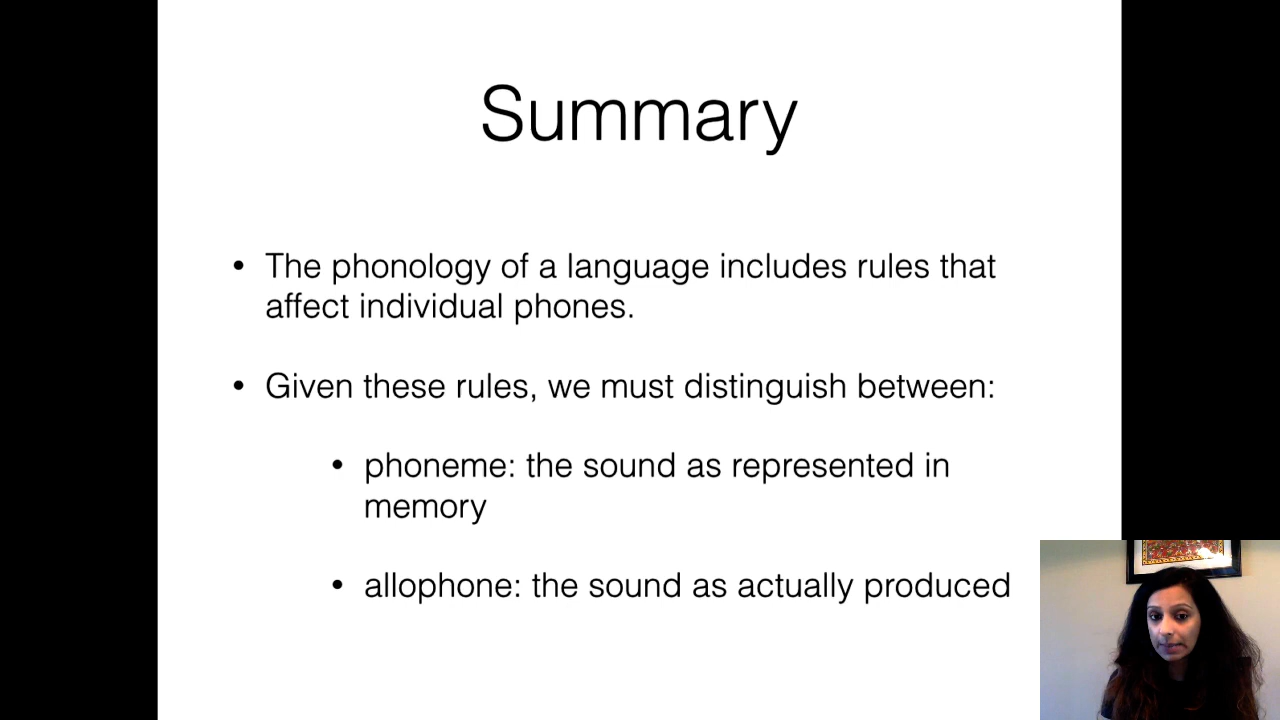 Summary
• The phonology of a language includes rules that
affect individual phones.
• Given these rules, we must distinguish between:
• phoneme: the sound as represented in
memory
• allophone: the sound as actually produced